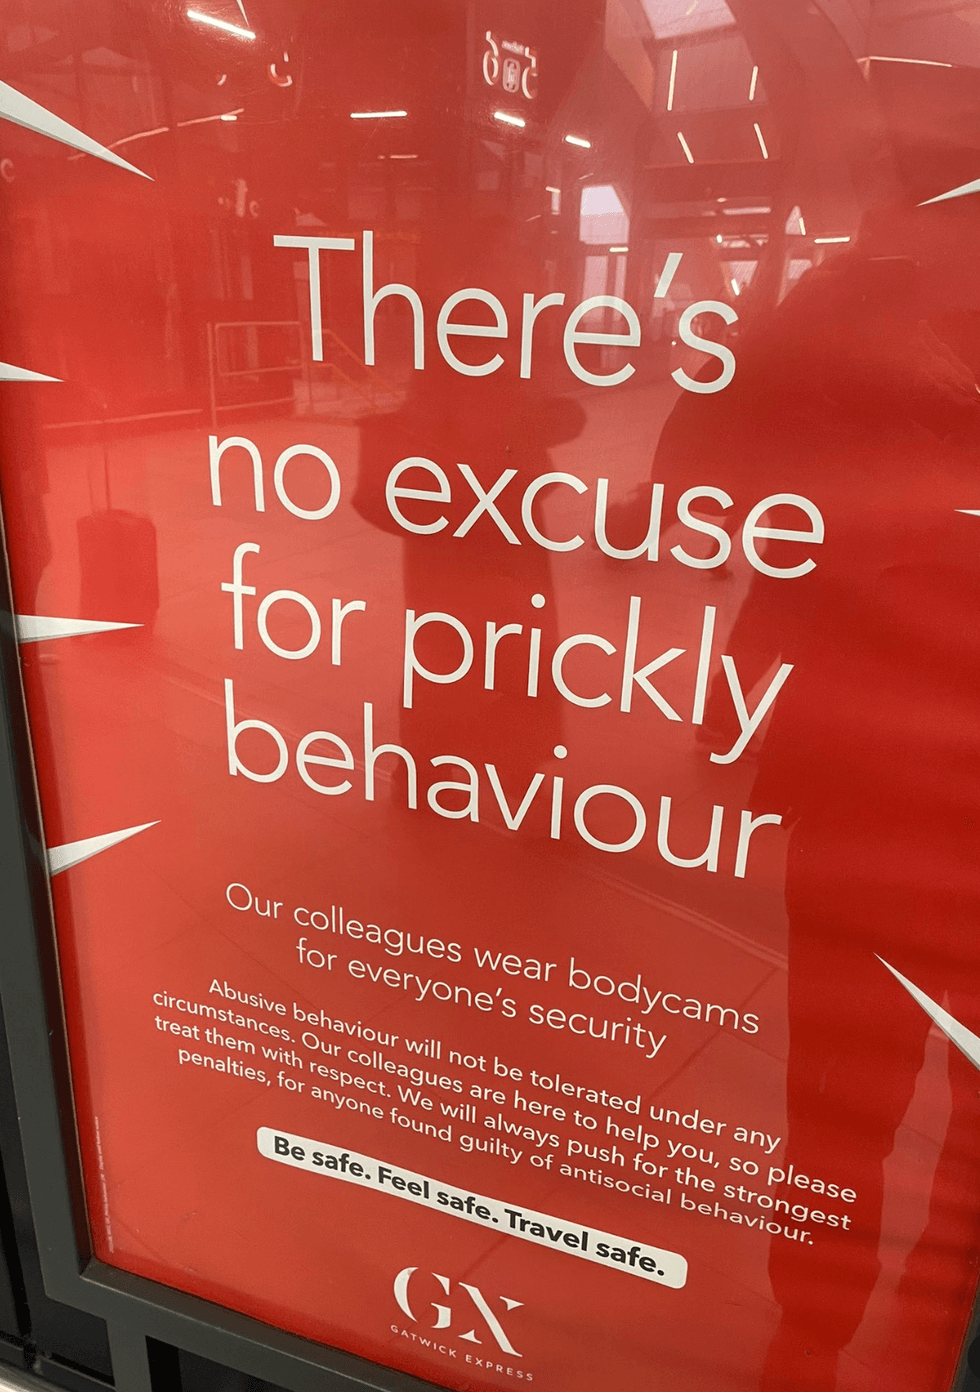 There's
no excuse
for prickly
behaviour
Our colleagues wear bodycams
for everyone's security
Abusive behaviour will not be tolerated under any
circumstances. Our colleagues are here to help you, so please
treat them with respect. We will always push for the strongest
penalties, for anyone found guilty of antisocial behaviour.
Be safe. Feel safe. Travel safe.
GX
GATWICK EXPRESS